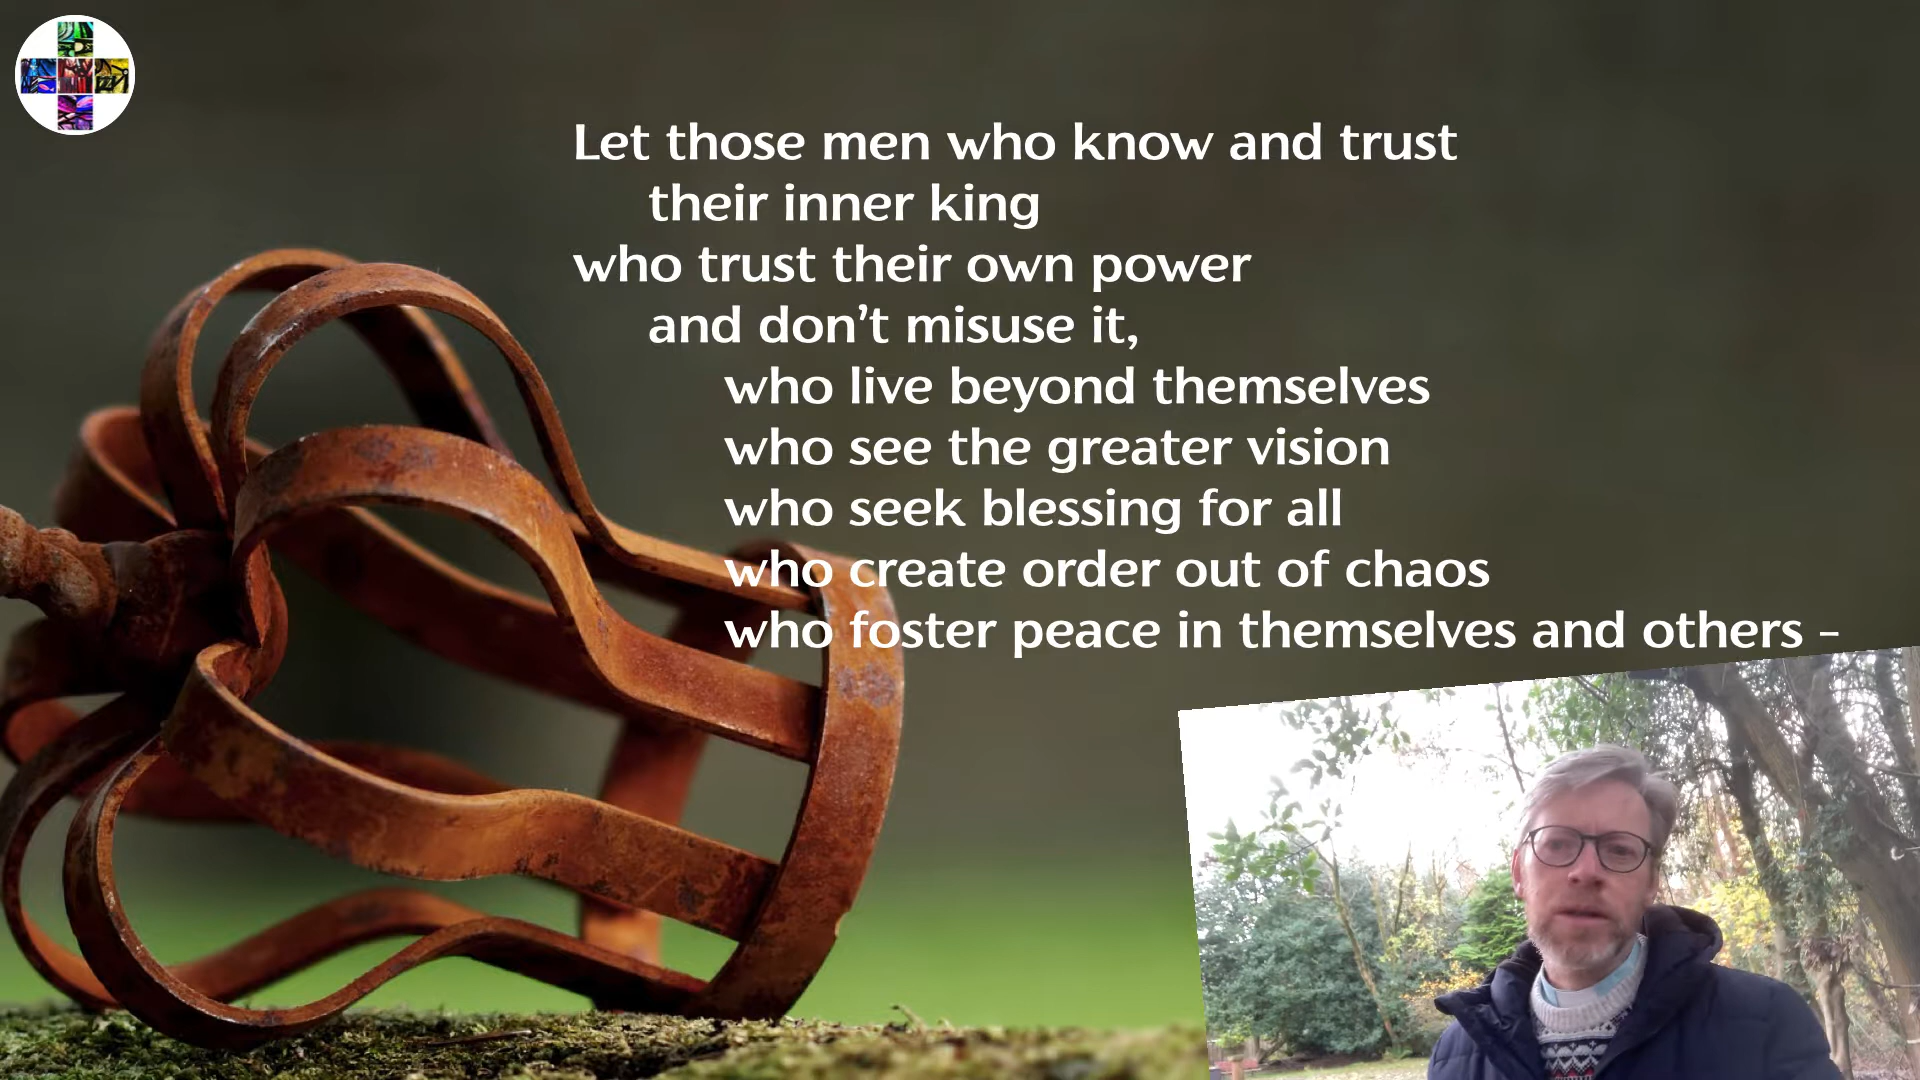 Let those men who know and trust
their inner king
who trust their own power
and don’t misuse it,
who live beyond themselves
who see the greater vision
who seek blessing for all
who create order out of chaos
who foster peace in themselves and others –